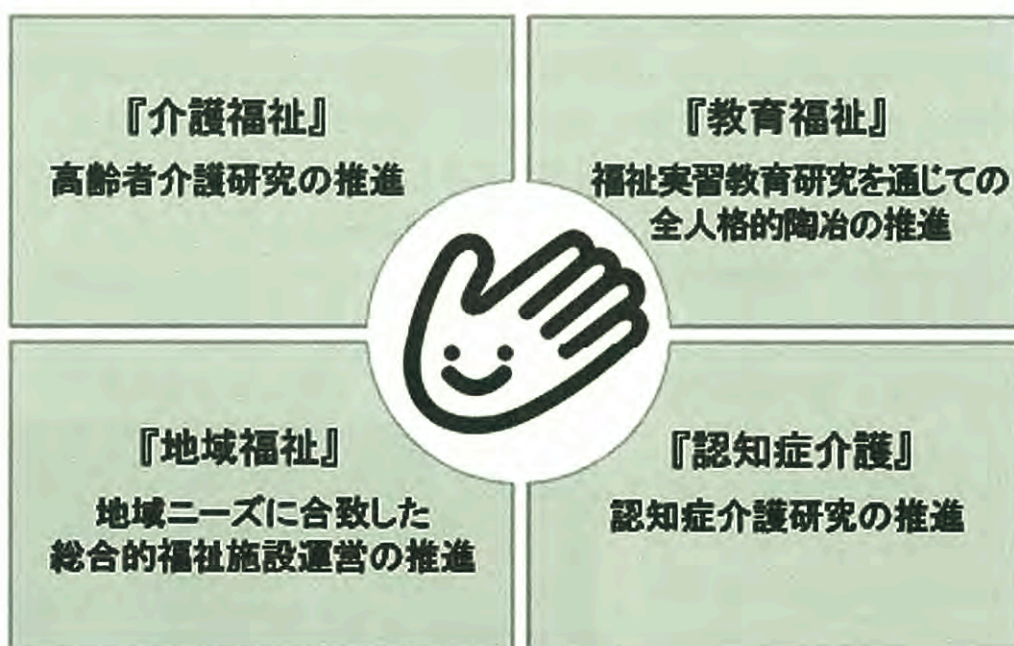 『介護福祉』
高齢者介護研究の推進
『教育福祉』
福祉実習教育研究を通じての
全人格的陶冶の推進
『地域福祉』
地域ニーズに合致した
総合的福祉施設運営の推進
『認知症介護』
認知症介護研究の推進